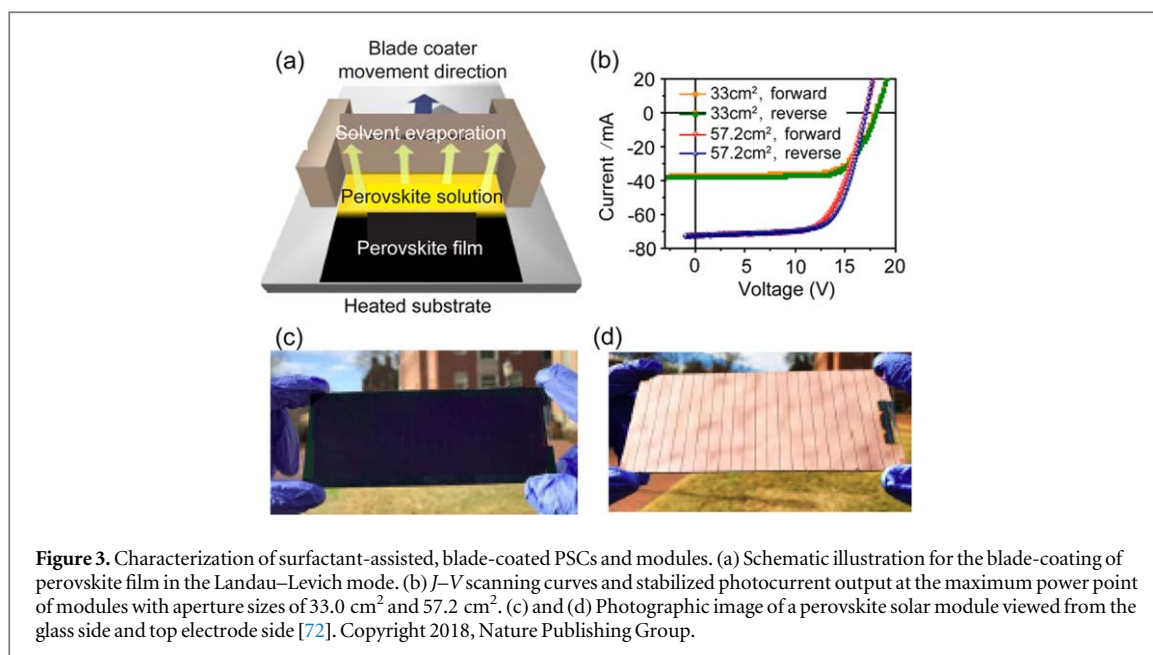 (a)
Blade coater
movement direction
Solvent evaporation
Perovskite solution
Perovskite film
Heated substrate
(b)
20
0
-20
-40
-60
-80
Current /mA
33cm², forward
33cm², reverse
57.2cm², forward
57.2cm², reverse
0 5 10 15 20
Voltage (V)
(c)
(d)
Figure 3. Characterization of surfactant-assisted, blade-coated PSCs and modules. (a) Schematic illustration for the blade-coating of
perovskite film in the Landau–Levich mode. (b) J–V scanning curves and stabilized photocurrent output at the maximum power point
of modules with aperture sizes of 33.0 cm² and 57.2 cm². (c) and (d) Photographic image of a perovskite solar module viewed from the
glass side and top electrode side [72]. Copyright 2018, Nature Publishing Group.